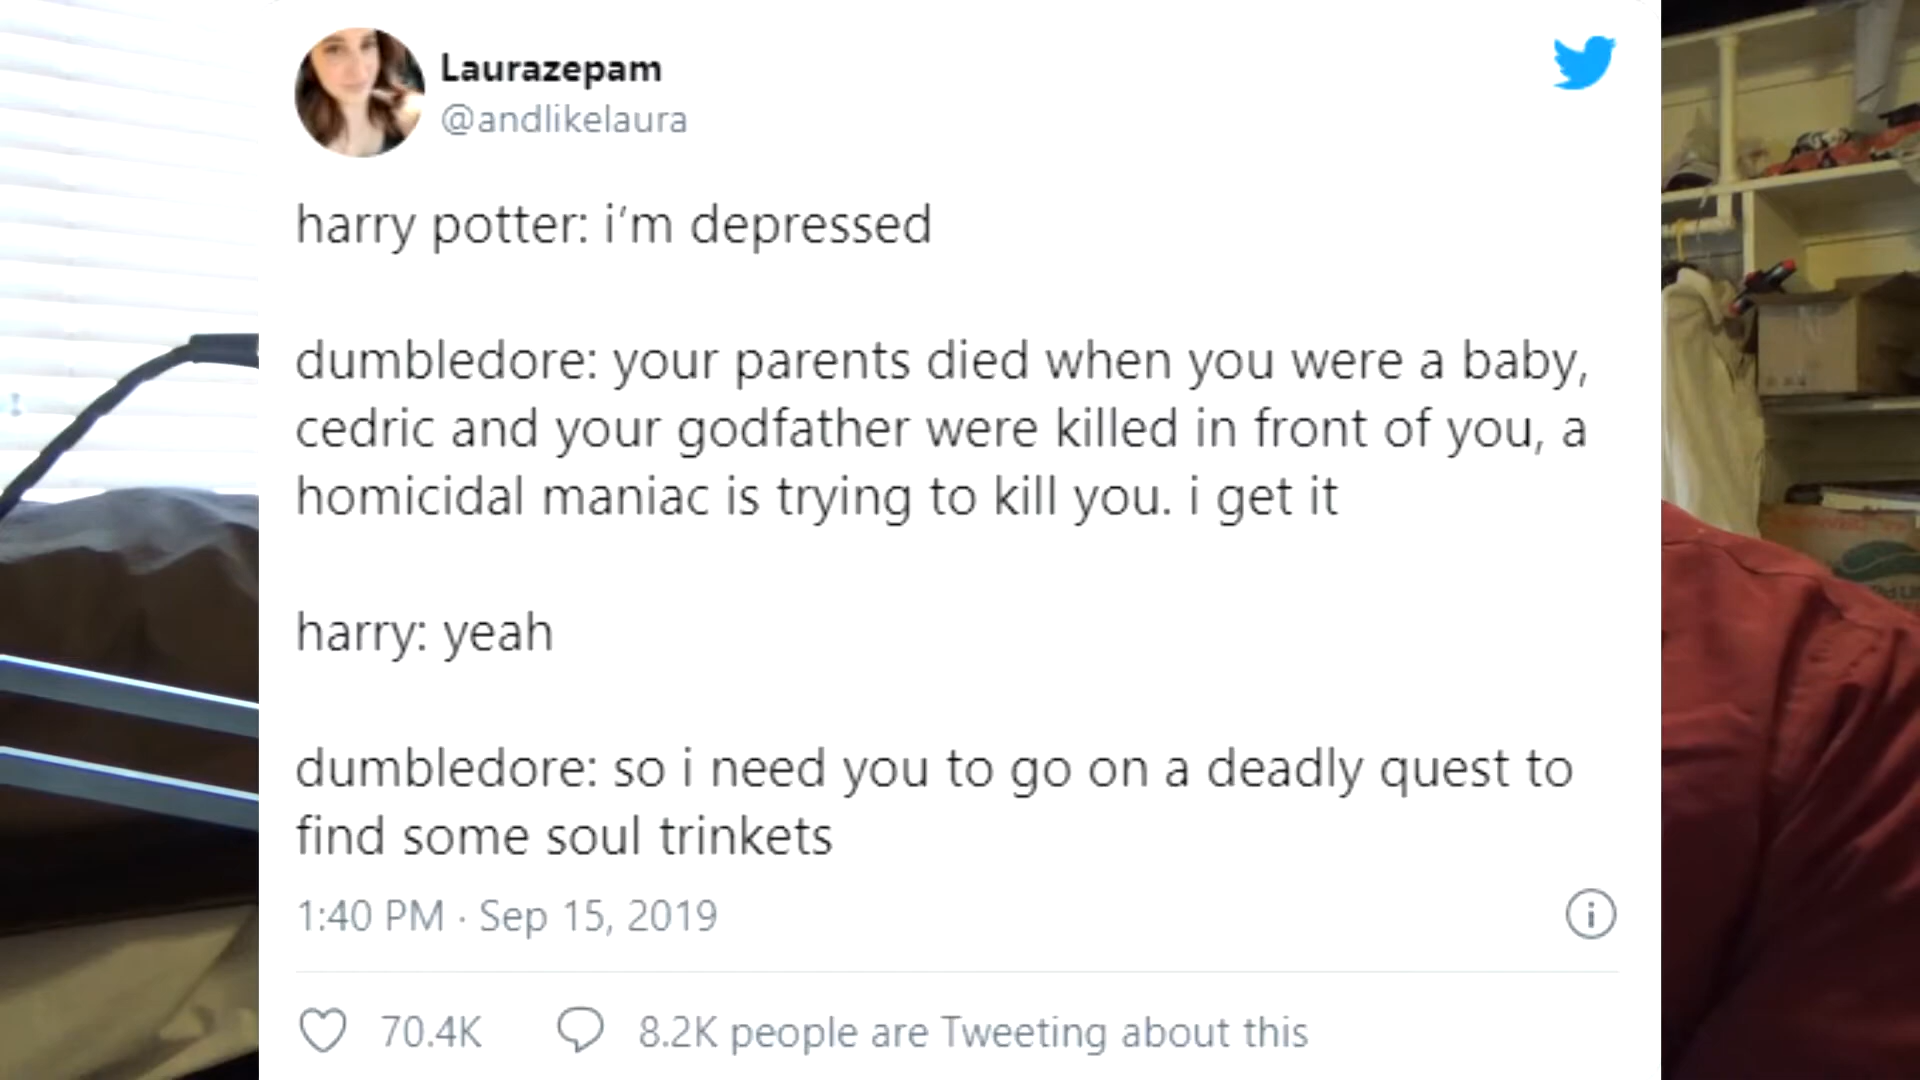 Laurazepam
@andlikelaura
harry potter: i'm depressed
dumbledore: your parents died when you were a baby,
cedric and your godfather were killed in front of you, a
homicidal maniac is trying to kill you. i get it
harry: yeah
dumbledore: so i need you to go on a deadly quest to
find some soul trinkets
1:40 PM · Sep 15, 2019
70.4K
8.2K people are Tweeting about this